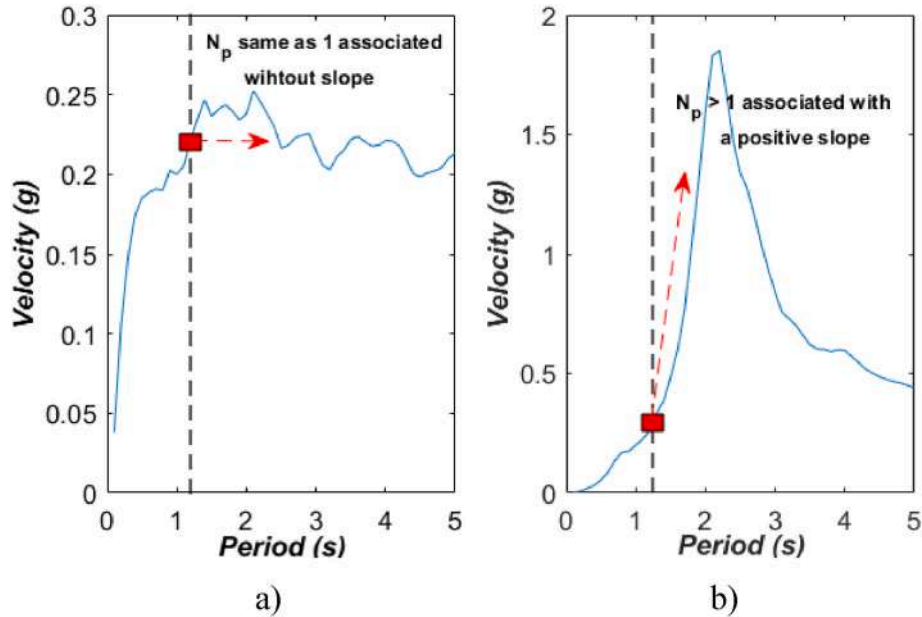 N_p same as 1 associated
wihtout slope
0.3
0.25
0.2
0.15
0.1
0.05
0
Velocity (g)
0 1 2 3 4 5
Period (s)
a)
N_p > 1 associated with
a positive slope
2
1.5
1
0.5
0
Velocity (g)
0 1 2 3 4 5
Period (s)
b)